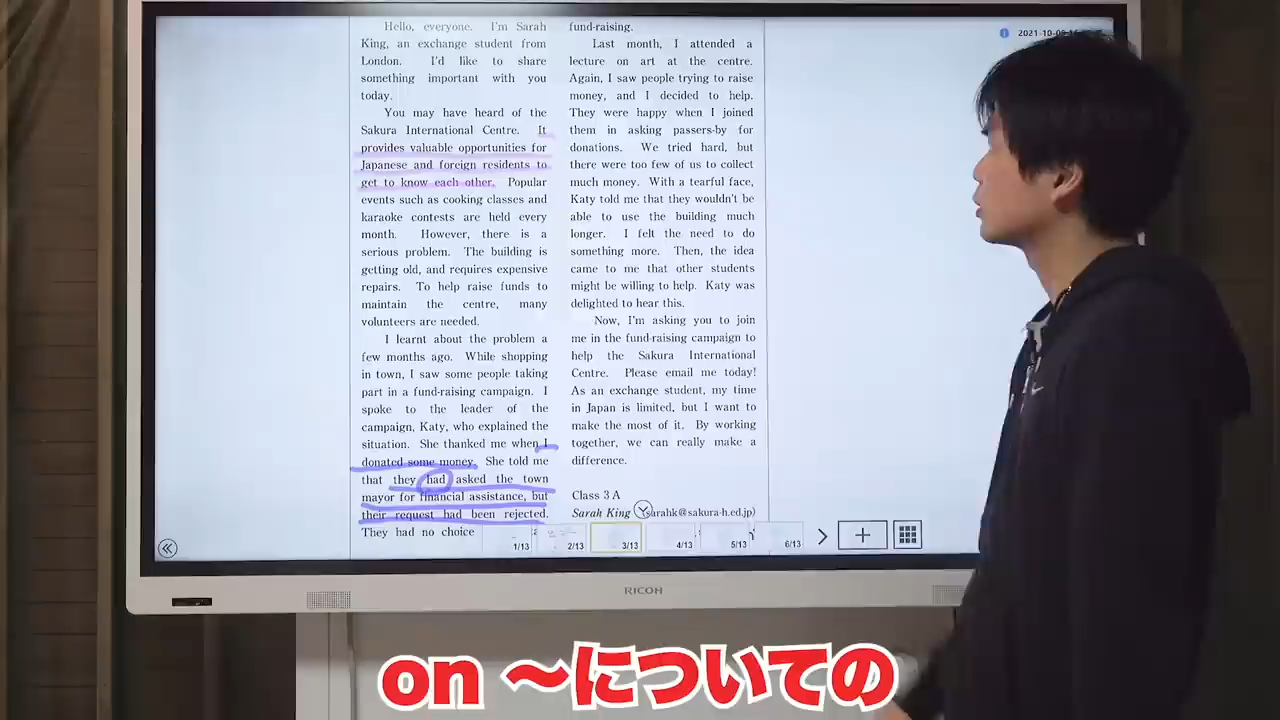 Hello, everyone. I'm Sarah
King, an exchange student from
London. I'd like to share
something important with you
today.
You may have heard of the
Sakura International Centre. It
provides valuable opportunities for
Japanese and foreign residents to
get to know each other. Popular
events such as cooking classes and
karaoke contests are held every
month. However, there is a
serious problem. The building is
getting old, and requires expensive
repairs. To help raise funds to
maintain the centre, many
volunteers are needed.
I learnt about the problem a
few months ago. While shopping
in town, I saw some people taking
part in a fund-raising campaign. I
spoke to the leader of the
campaign, Katy, who explained the
situation. She thanked me when I
donated some money. She told me
that they had asked the town
mayor for financial assistance, but
their request had been rejected.
They had no choice
fund-raising.
Last month, I attended a
lecture on art at the centre.
Again, I saw people trying to raise
money, and I decided to help.
They were happy when I joined
them in asking passers-by for
donations. We tried hard, but
there were too few of us to collect
much money. With a tearful face,
Katy told me that they wouldn't be
able to use the building much
longer. I felt the need to do
something more. Then, the idea
came to me that other students
might be willing to help. Katy was
delighted to hear this.
Now, I'm asking you to join
me in the fund-raising campaign to
help the Sakura International
Centre. Please email me today!
As an exchange student, my time
in Japan is limited, but I want to
make the most of it. By working
together, we can really make a
difference.
Class 3 A
Sarah King (sarahk@sakura-h.ed.jp)
2021-10-0
1/13 2/13 3/13 4/13 5/13 6/13
RICOH
on ～についての